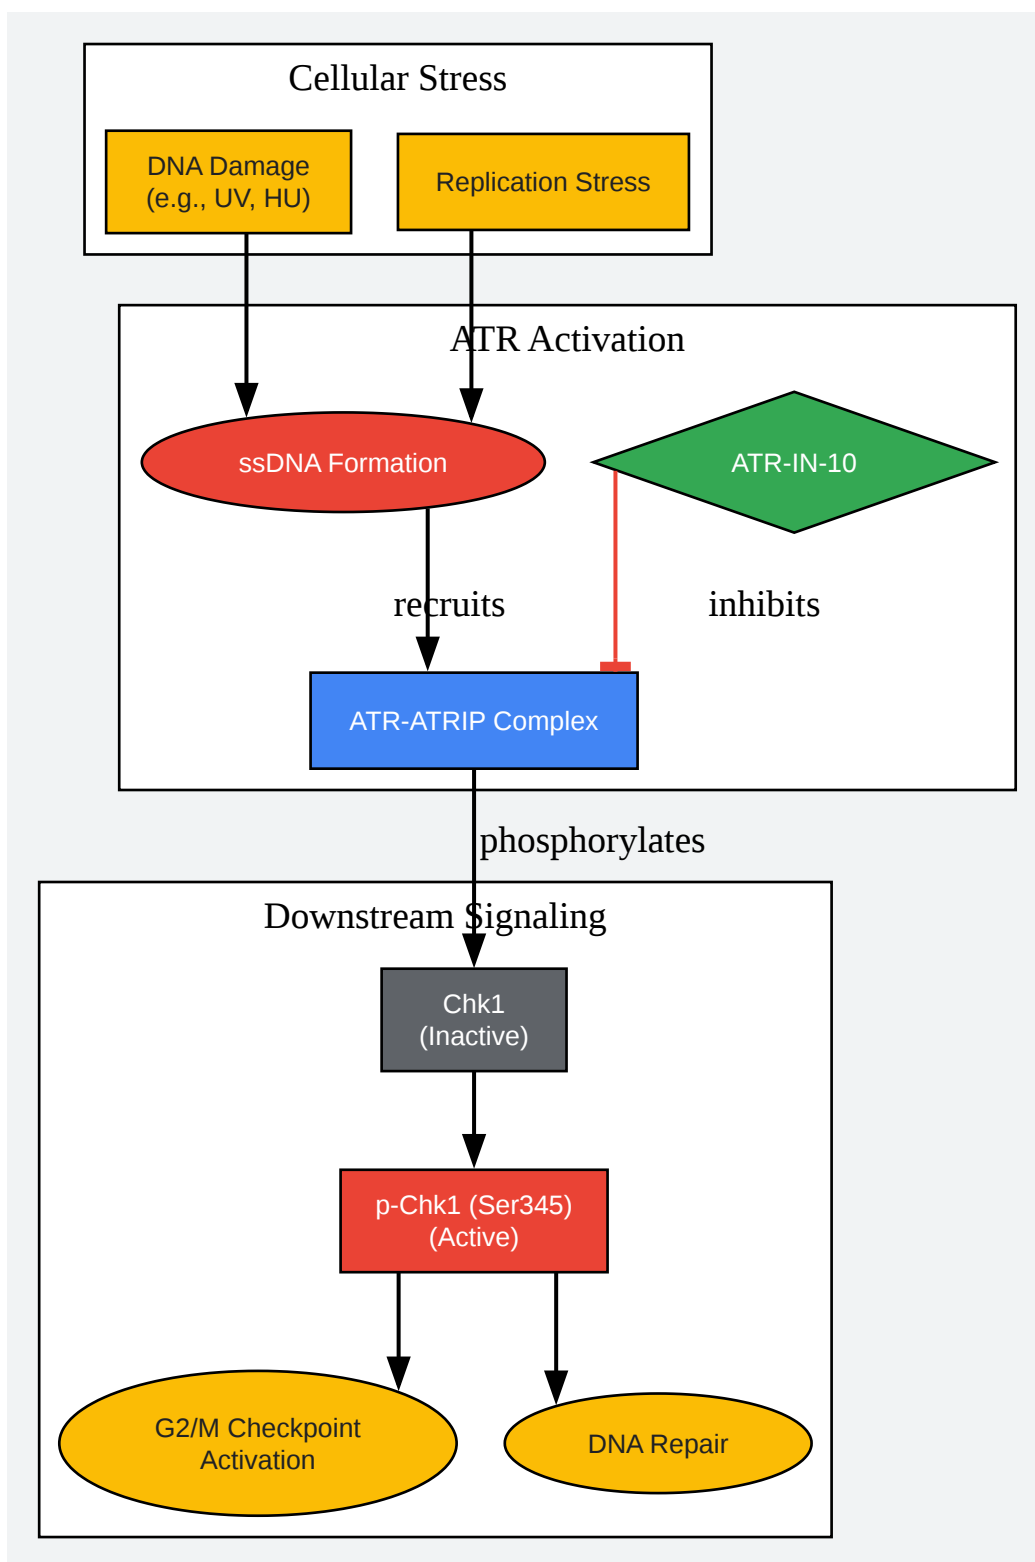 Cellular Stress
DNA Damage
(e.g., UV, HU)
Replication Stress
ATR Activation
ssDNA Formation
ATR-IN-10
recruits
inhibits
ATR-ATRIP Complex
phosphorylates
Downstream Signaling
Chk1
(Inactive)
p-Chk1 (Ser345)
(Active)
G2/M Checkpoint
Activation
DNA Repair